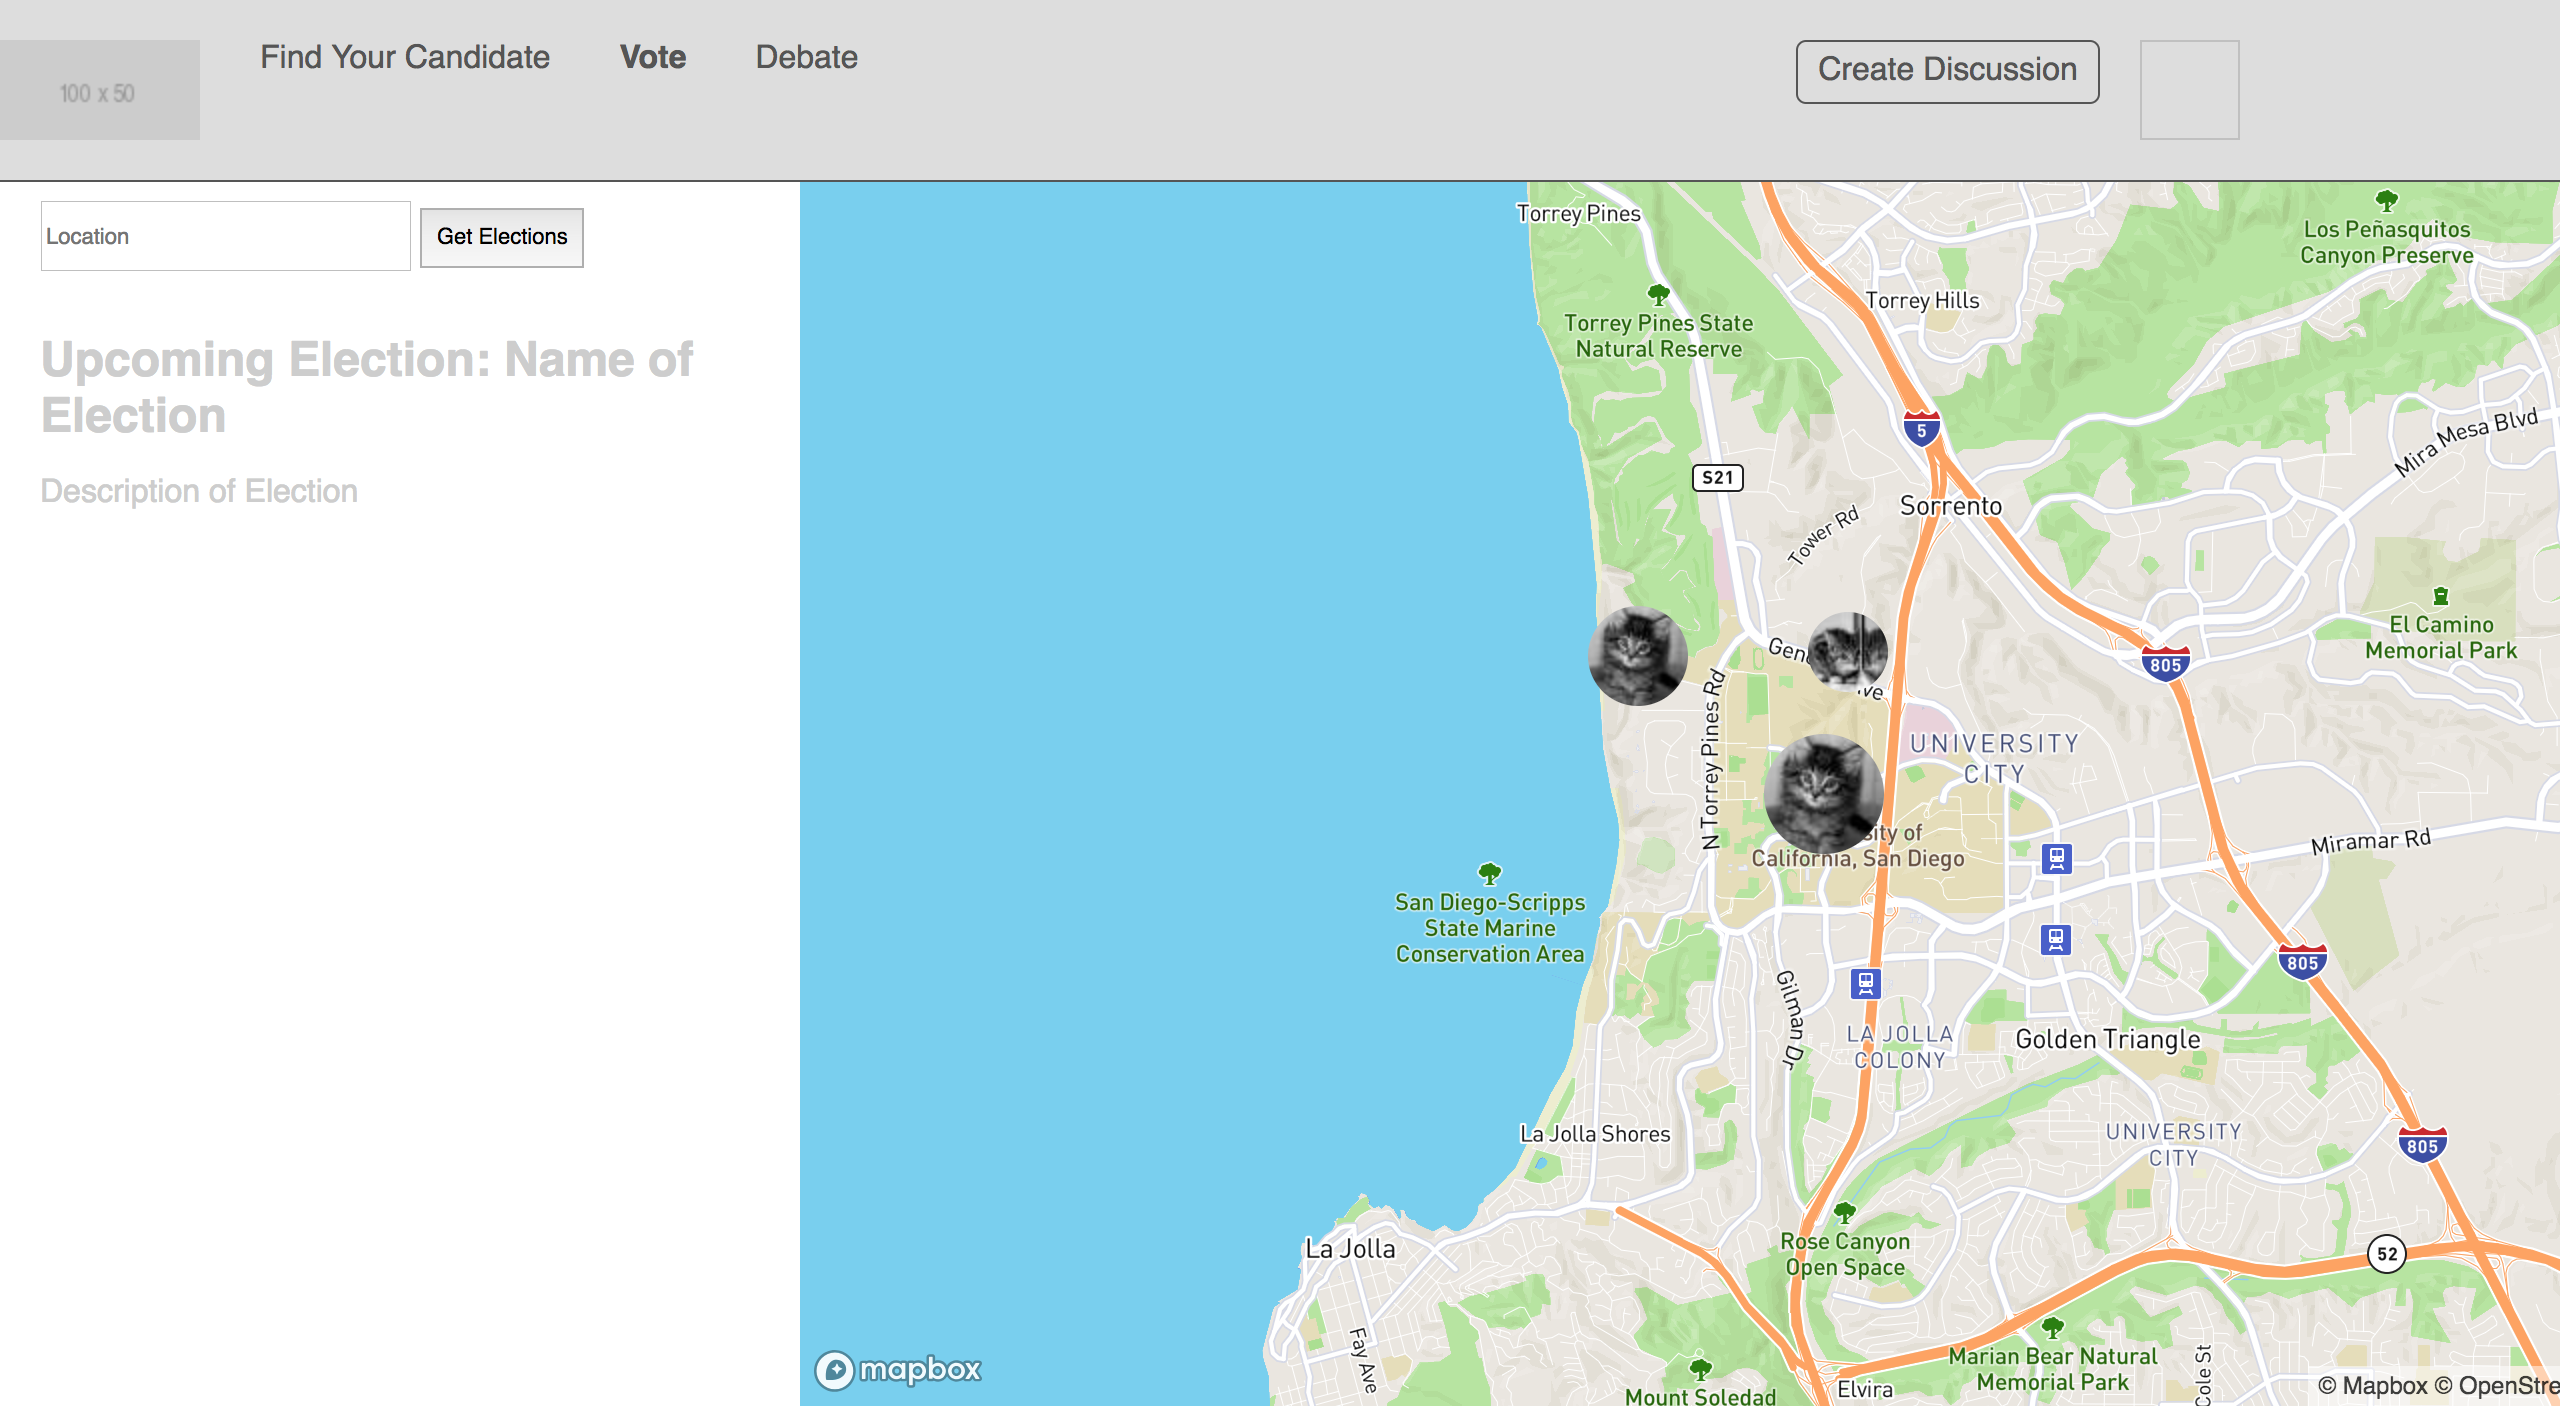 100 x 50
Find Your Candidate
Vote
Debate
Create Discussion
Location
Get Elections
Upcoming Election: Name of
Election
Description of Election
Torrey Pines
Los Peñasquitos
Canyon Preserve
Torrey Hills
Torrey Pines State
Natural Reserve
5
Mira Mesa Blvd
S21
Sorrento
Tower Rd
El Camino
Memorial Park
805
N Torrey Pines Rd
UNIVERSITY
CITY
California, San Diego
Miramar Rd
San Diego-Scripps
State Marine
Conservation Area
805
Gilman Dr
LA JOLLA
COLONY
Golden Triangle
La Jolla Shores
UNIVERSITY
CITY
805
La Jolla
Rose Canyon
Open Space
52
Fay Ave
Marian Bear Natural
Memorial Park
Cole St
Mount Soledad
Elvira
mapbox
© Mapbox © OpenStre